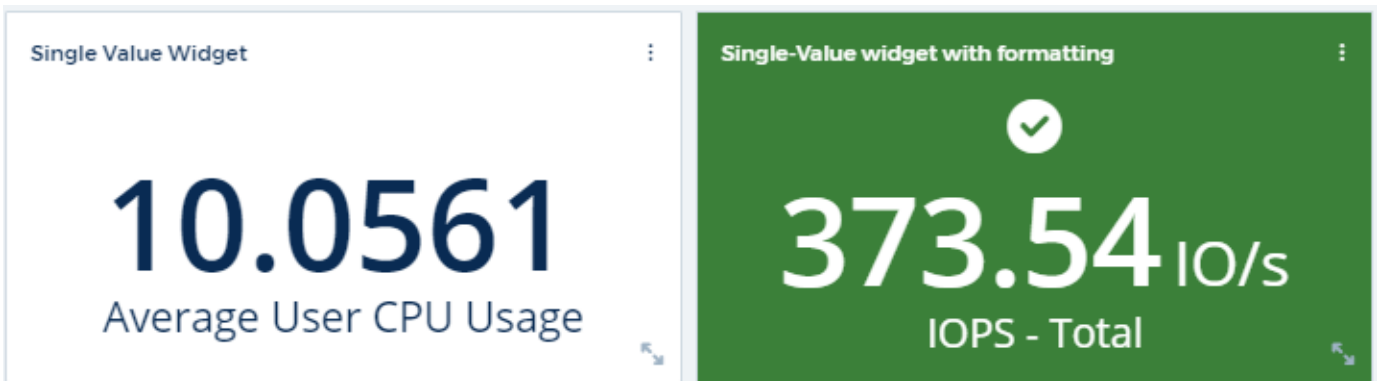 Single Value Widget
10.0561
Average User CPU Usage
Single-Value widget with formatting
373.54 IO/s
IOPS - Total